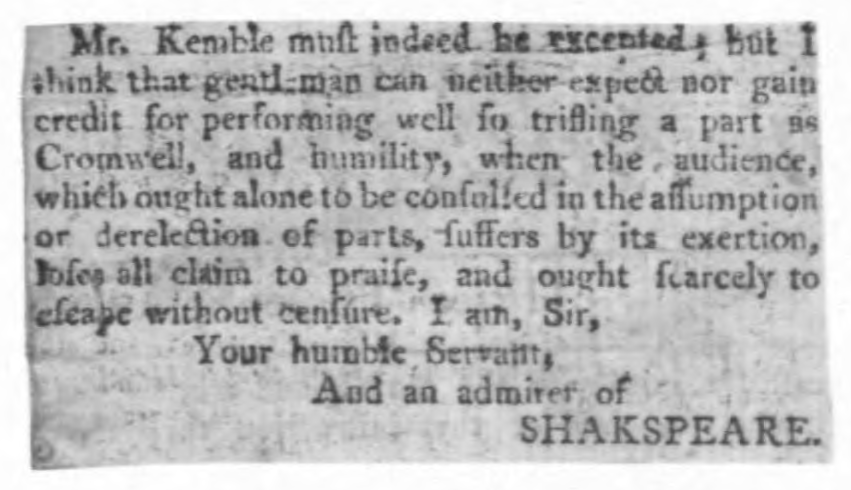 Mr. Kemble muſt indeed be excepted; but I
think that gentleman can neither expect nor gain
credit for performing well ſo trifling a part as
Cromwell, and humility, when the audience,
which ought alone to be conſulted in the aſſumption
or derelection of parts, ſuffers by its exertion,
loſes all claim to praiſe, and ought ſcarcely to
eſcape without cenſure. I am, Sir,
Your humble Servant,
And an admirer of
SHAKSPEARE.